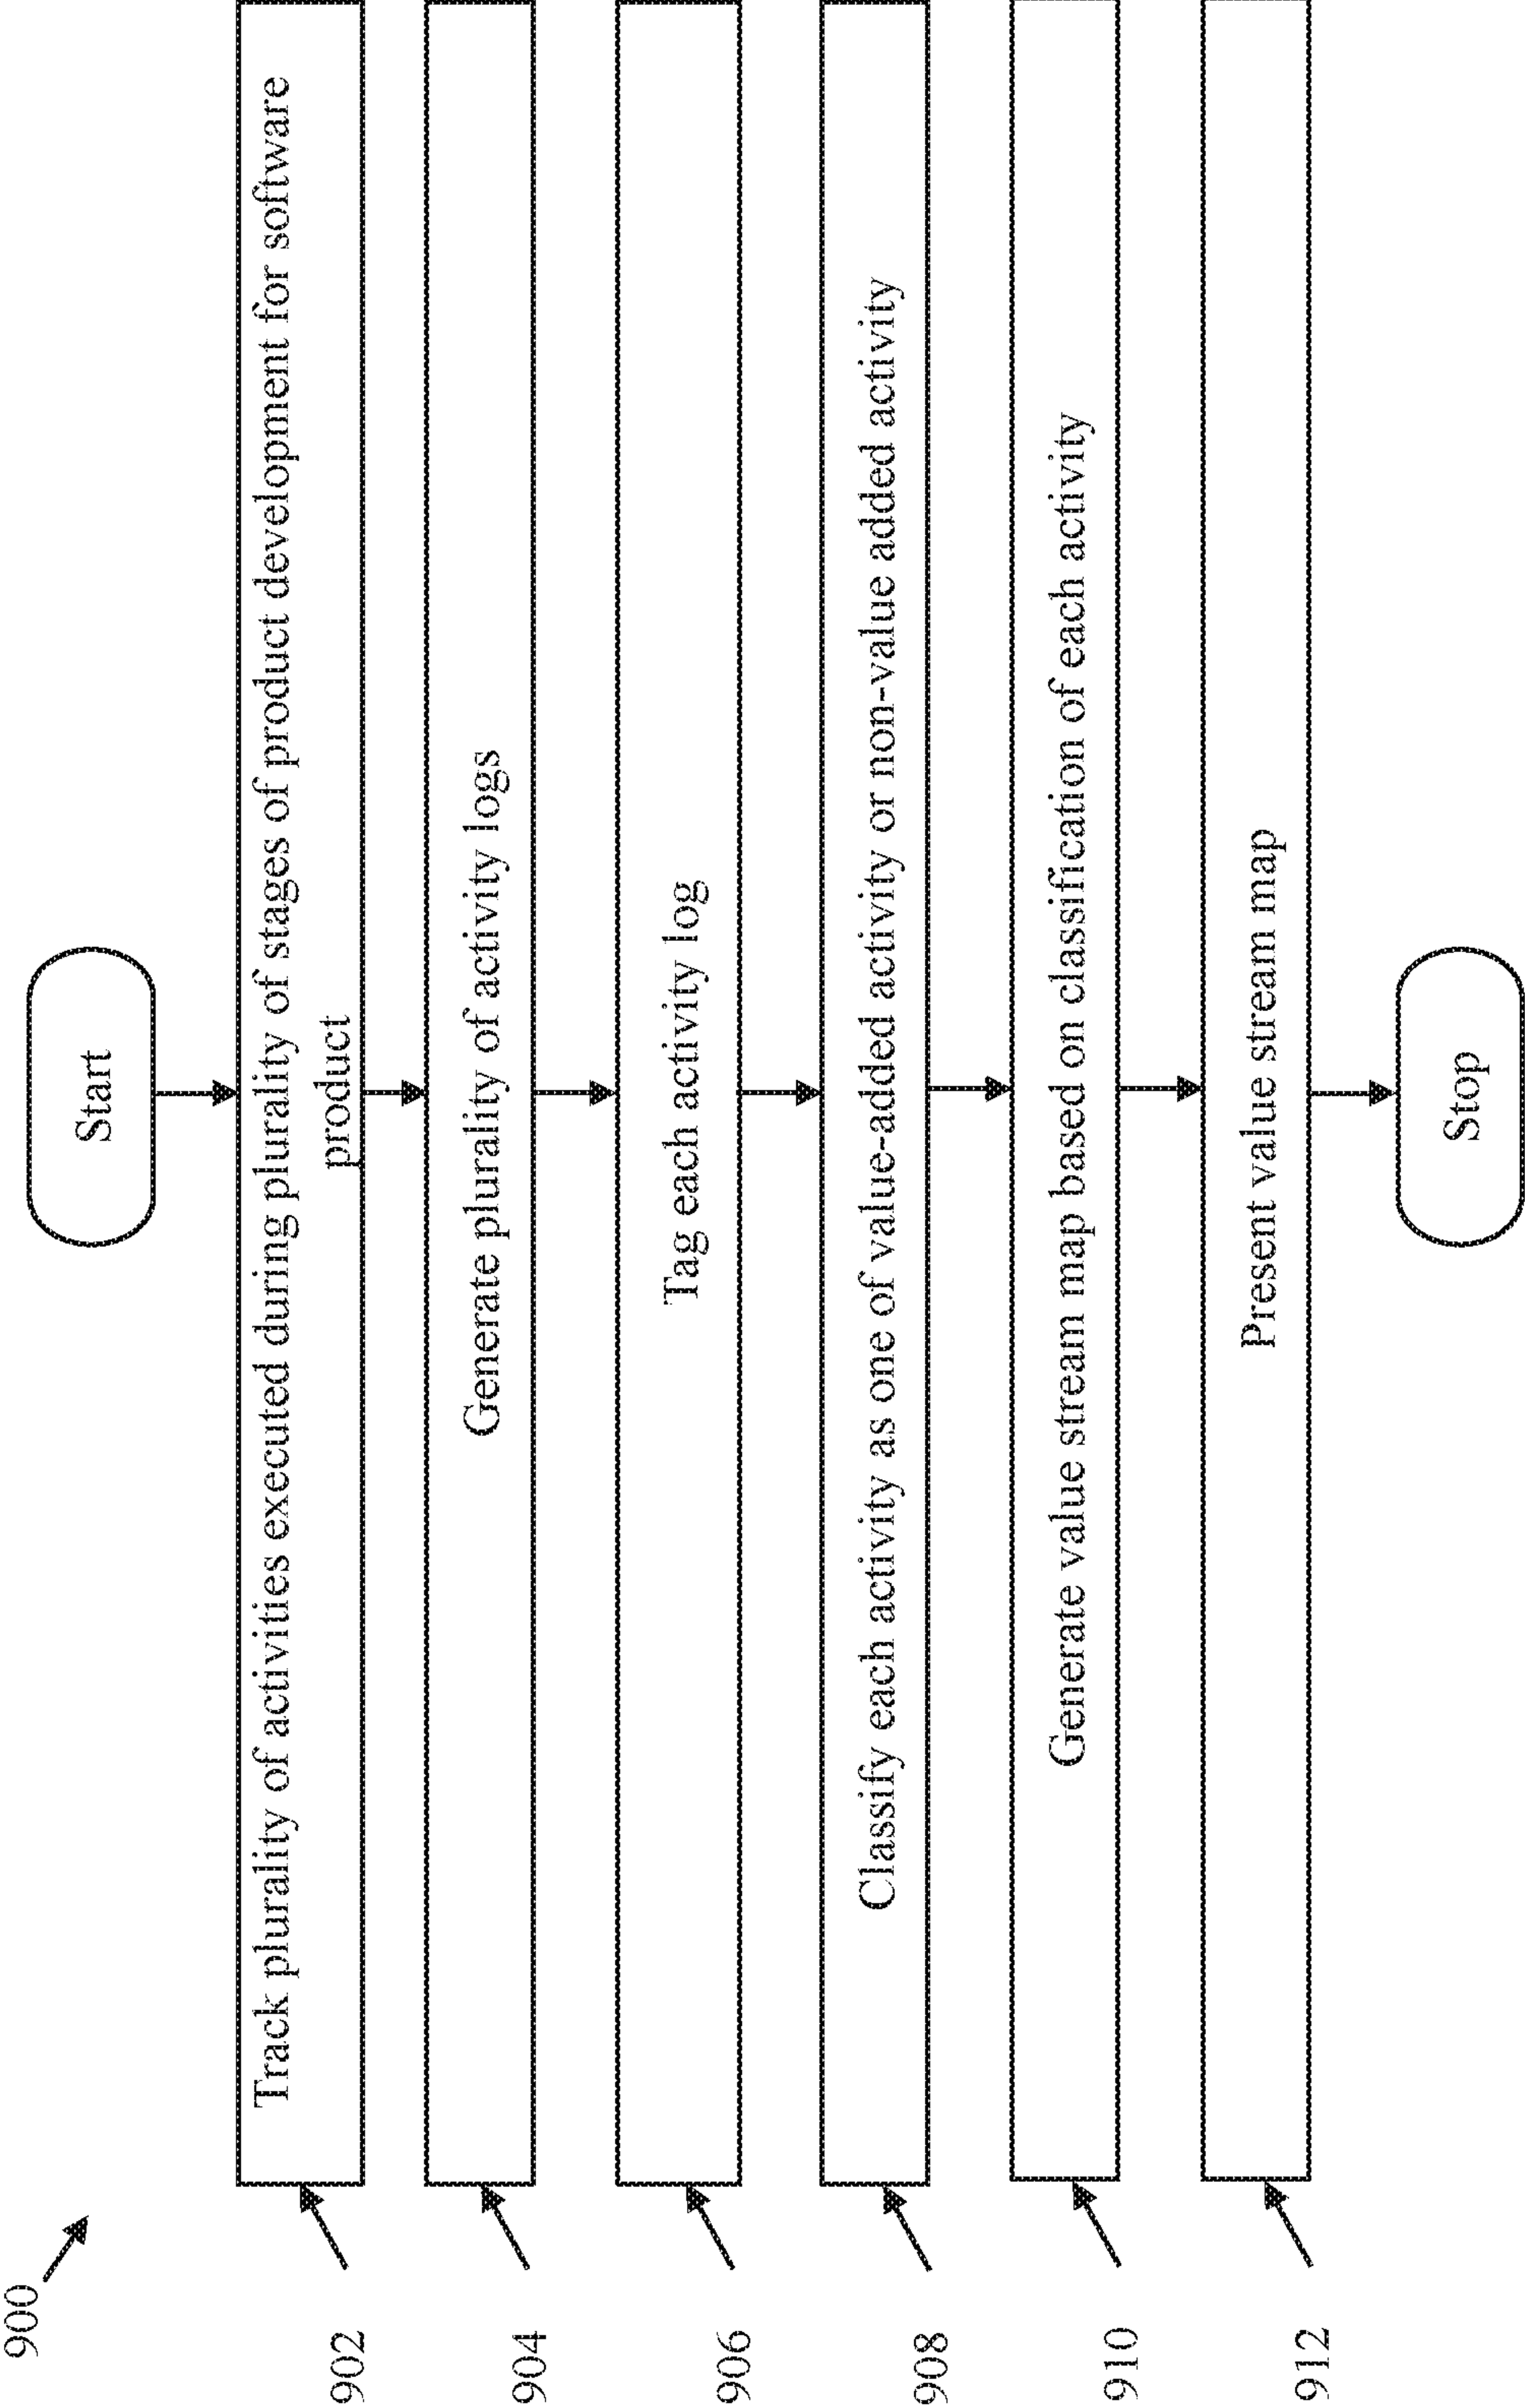 900
Start
902
Track plurality of activities executed during plurality of stages of product development for software
product
904
Generate plurality of activity logs
906
Tag each activity log
908
Classify each activity as one of value-added activity or non-value added activity
910
Generate value stream map based on classification of each activity
912
Present value stream map
Stop